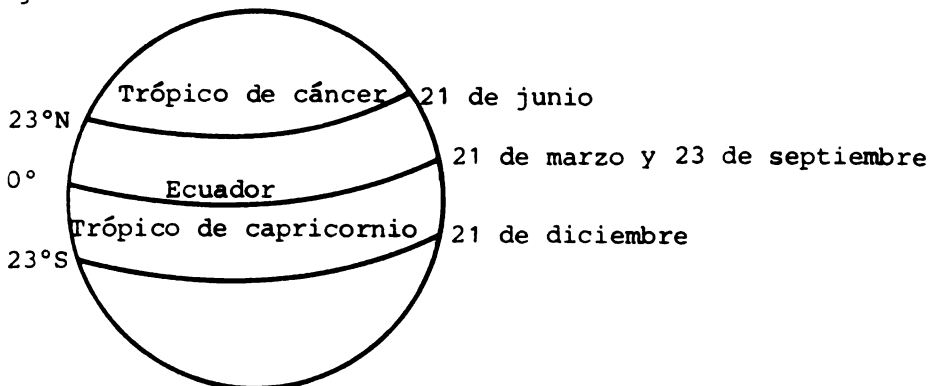 Trópico de cáncer 21 de junio
23°N
21 de marzo y 23 de septiembre
0°
Ecuador
Trópico de capricornio 21 de diciembre
23°S